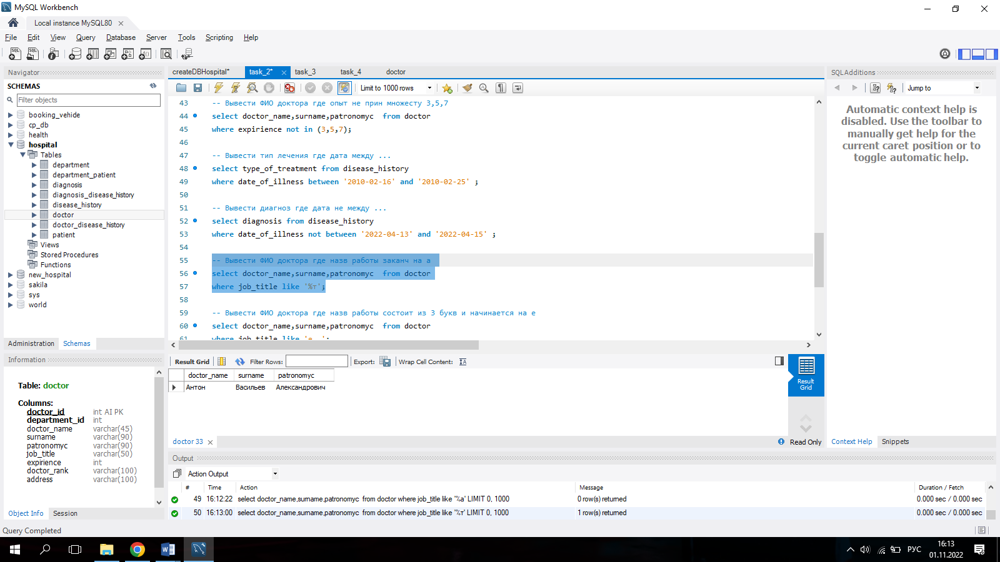 MySQL Workbench
Local instance MySQL80
File Edit View Query Database Server Tools Scripting Help
Navigator
SCHEMAS
Filter objects
booking_vehide
cp_db
health
hospital
Tables
department
department_patient
diagnosis
diagnosis_disease_history
disease_history
doctor
doctor_disease_history
patient
Views
Stored Procedures
Functions
new_hospital
sakila
sys
world
Administration Schemas
Information
Table: doctor
Columns:
doctor_id int AI PK
department_id int
doctor_name varchar(45)
surname varchar(90)
patronomyc varchar(90)
job_title varchar(50)
expirience int
doctor_rank varchar(100)
address varchar(100)
Object Info Session
Query Completed
createDBHospital* task_2* task_3 task_4 doctor
Limit to 1000 rows
43 -- Вывести ФИО доктора где опыт не прин множесту 3,5,7
44 select doctor_name,surname,patronomyc from doctor
45 where expirience not in (3,5,7);
46
47 -- Вывести тип лечения где дата между ...
48 select type_of_treatment from disease_history
49 where date_of_illness between '2010-02-16' and '2010-02-25' ;
50
51 -- Вывести диагноз где дата не между ...
52 select diagnosis from disease_history
53 where date_of_illness not between '2022-04-13' and '2022-04-15' ;
54
55 -- Вывести ФИО доктора где назв работы заканч на а
56 select doctor_name,surname,patronomyc from doctor
57 where job_title like '%т';
58
59 -- Вывести ФИО доктора где назв работы состоит из 3 букв и начинается на е
60 select doctor_name,surname,patronomyc from doctor
61 where job_title like 'е__';
Result Grid Filter Rows: Export: Wrap Cell Content:
doctor_name surname patronomyc
Антон Васильев Александрович
Result Grid
doctor 33
Read Only
Output
Action Output
# Time Action Message Duration / Fetch
49 16:12:22 select doctor_name,surname,patronomyc from doctor where job_title like '%а' LIMIT 0, 1000 0 row(s) returned 0.000 sec / 0.000 sec
50 16:13:00 select doctor_name,surname,patronomyc from doctor where job_title like '%т' LIMIT 0, 1000 1 row(s) returned 0.000 sec / 0.000 sec
SQLAdditions
Jump to
Automatic context help is
disabled. Use the toolbar to
manually get help for the
current caret position or to
toggle automatic help.
Context Help Snippets
РУС
16:13
01.11.2022